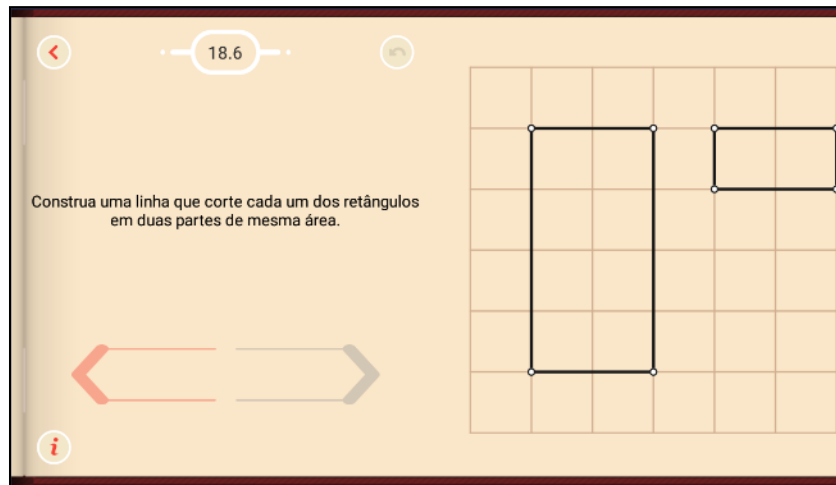 18.6
Construa uma linha que corte cada um dos retângulos
em duas partes de mesma área.
i